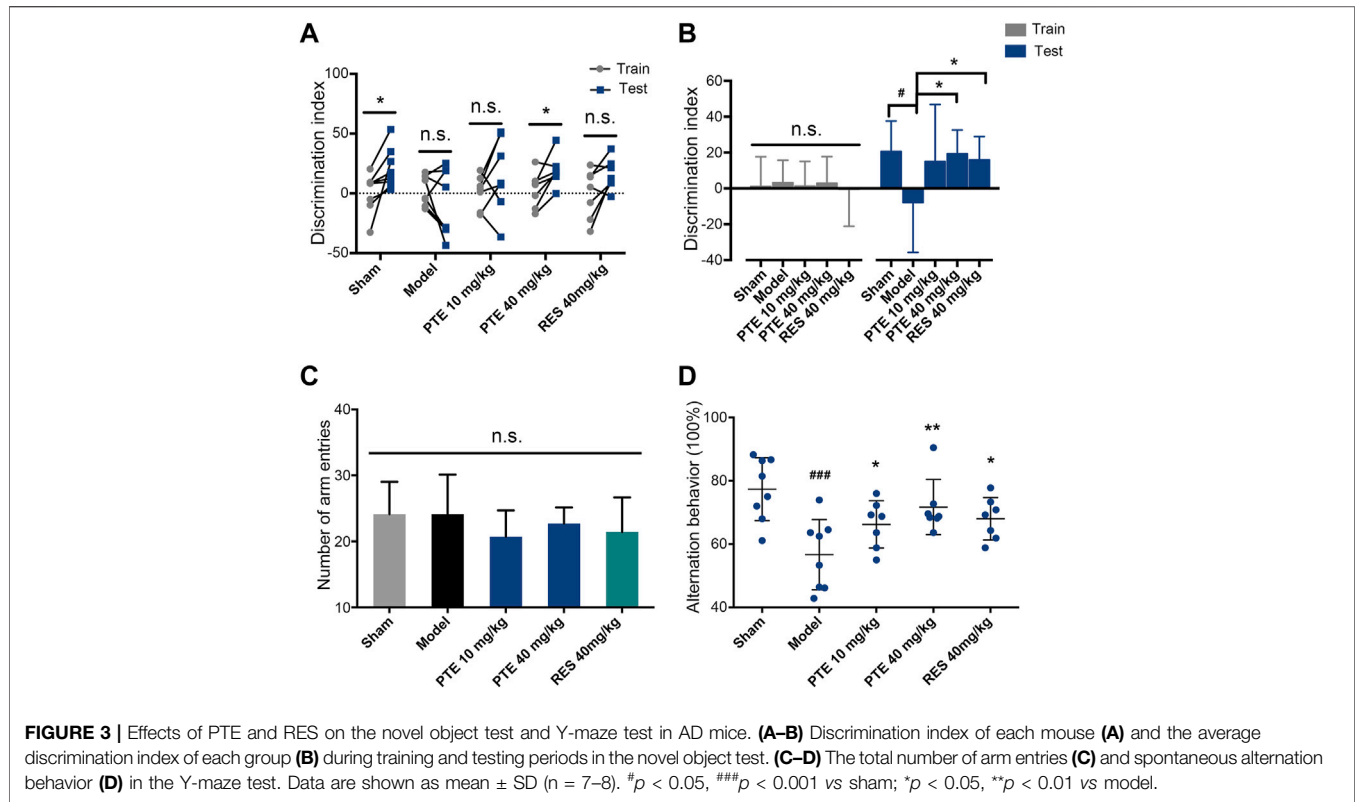 A
Train
Test
Discrimination index
100
50
0
-50
*
n.s.
n.s.
*
n.s.
Sham
Model
PTE 10 mg/kg
PTE 40 mg/kg
RES 40mg/kg
B
Train
Test
Discrimination index
60
40
20
0
-20
-40
n.s.
#
*
*
Sham
Model
PTE 10 mg/kg
PTE 40 mg/kg
RES 40 mg/kg
Sham
Model
PTE 10 mg/kg
PTE 40 mg/kg
RES 40 mg/kg
C
Number of arm entries
40
30
20
10
n.s.
Sham
Model
PTE 10 mg/kg
PTE 40 mg/kg
RES 40mg/kg
D
Alternation behavior (100%)
100
80
60
40
###
*
**
*
Sham
Model
PTE 10 mg/kg
PTE 40 mg/kg
RES 40mg/kg
FIGURE 3 | Effects of PTE and RES on the novel object test and Y-maze test in AD mice. (A–B) Discrimination index of each mouse (A) and the average
discrimination index of each group (B) during training and testing periods in the novel object test. (C–D) The total number of arm entries (C) and spontaneous alternation
behavior (D) in the Y-maze test. Data are shown as mean ± SD (n = 7–8). #p < 0.05, ###p < 0.001 vs sham; *p < 0.05, **p < 0.01 vs model.